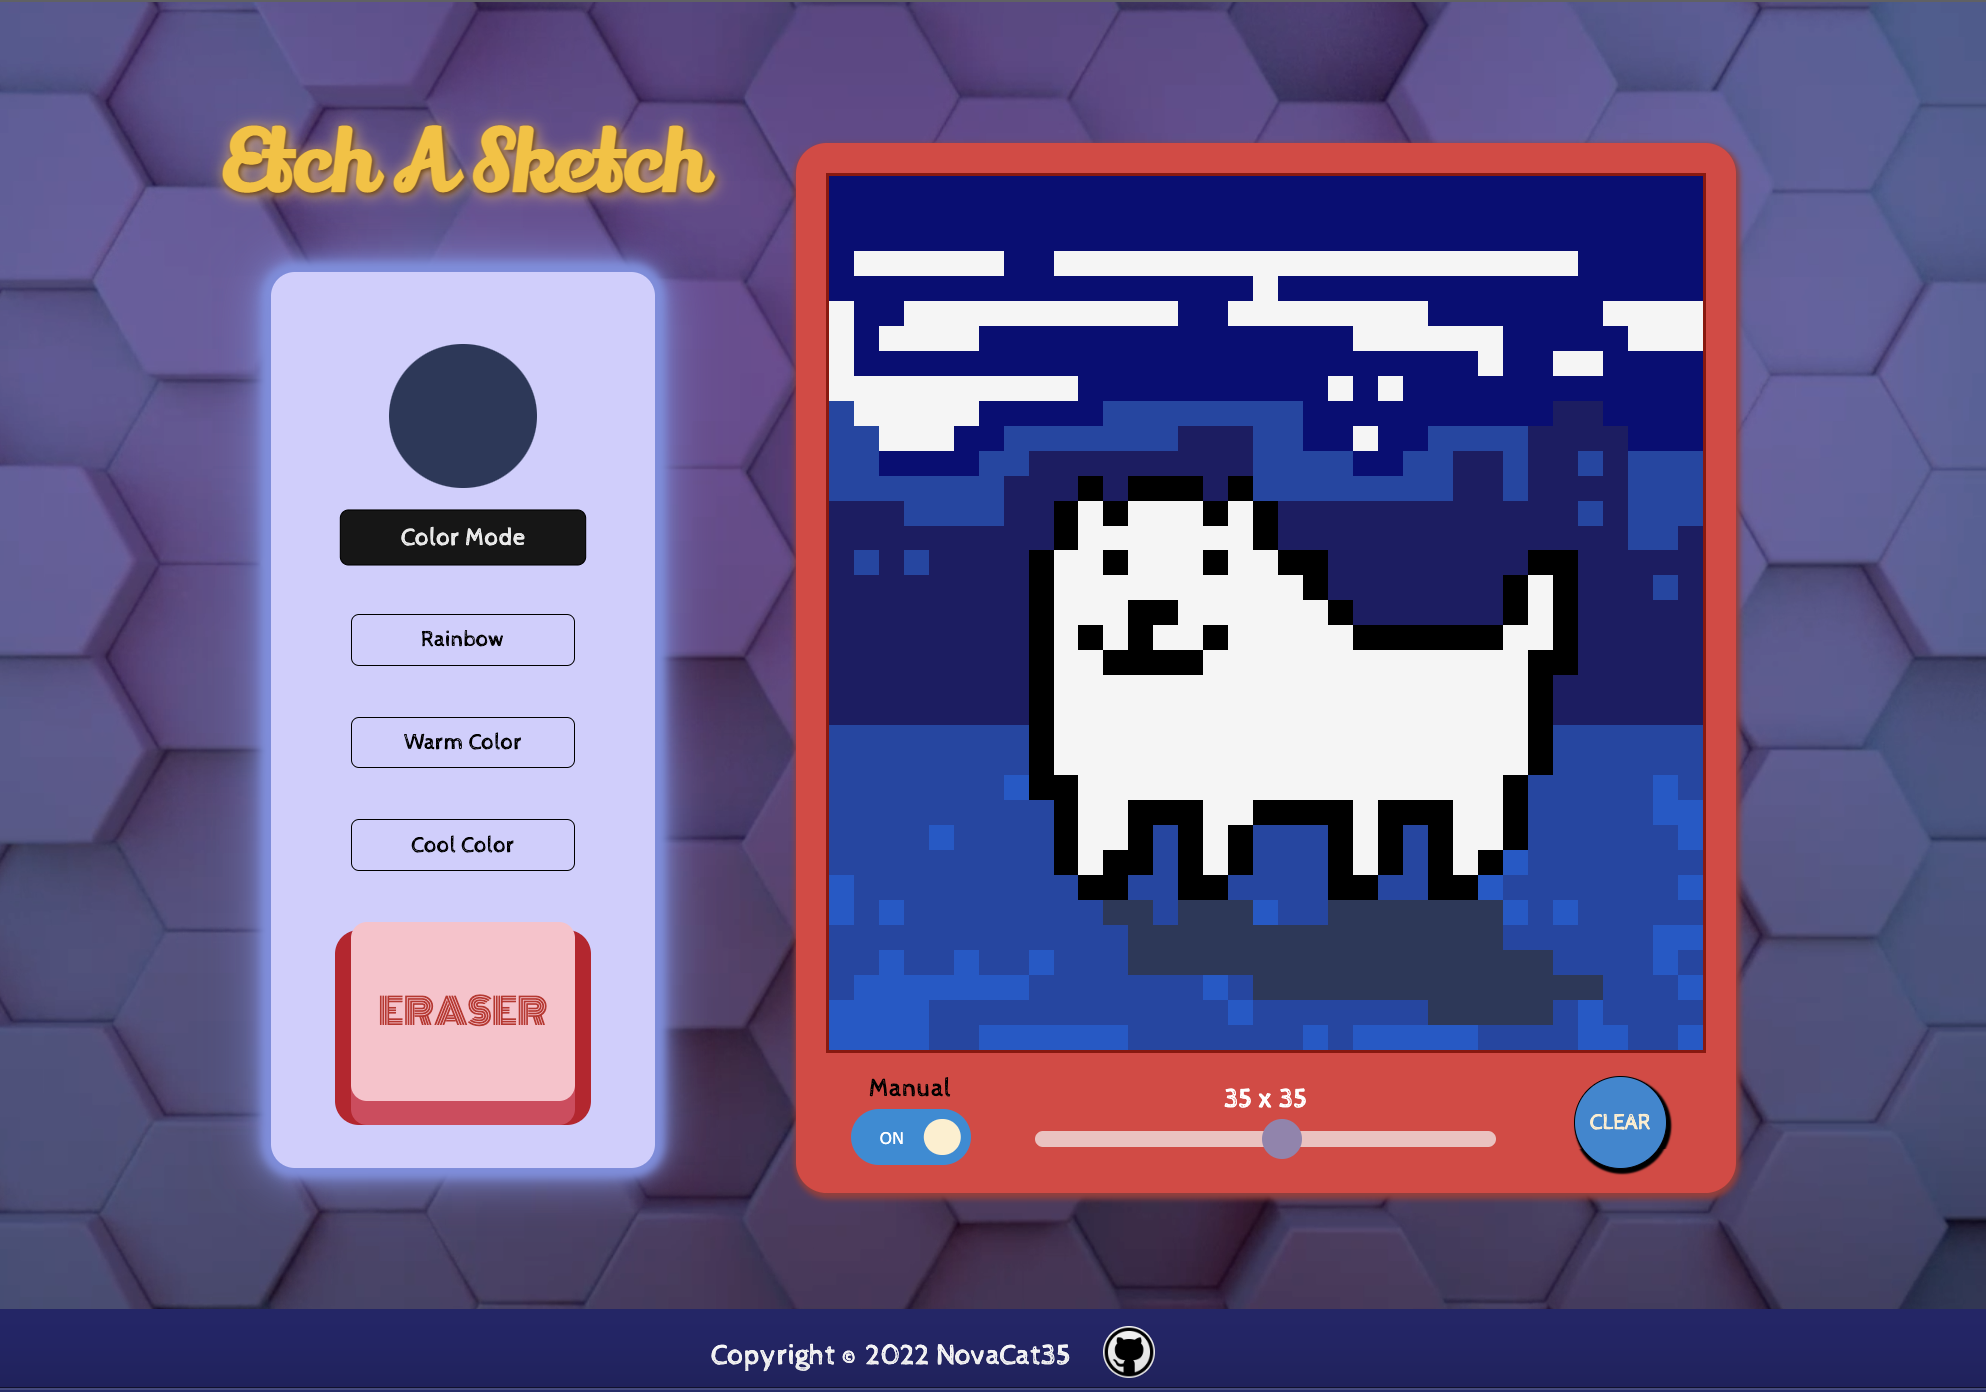 Etch A Sketch
Color Mode
Rainbow
Warm Color
Cool Color
ERASER
Manual
ON
35 x 35
CLEAR
Copyright © 2022 NovaCat35